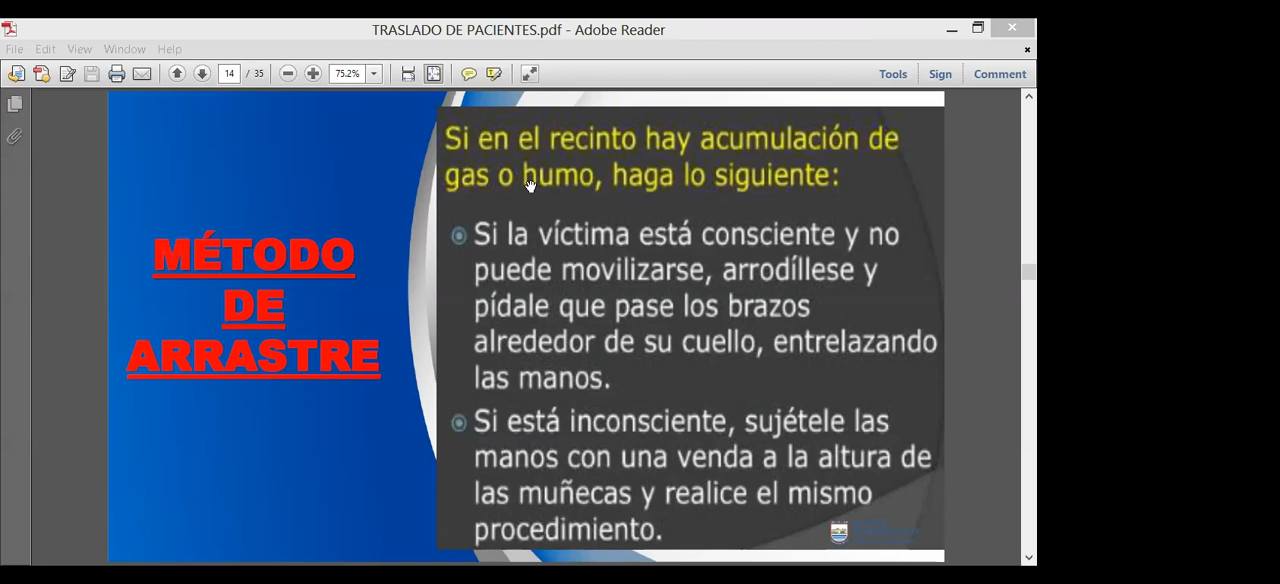 TRASLADO DE PACIENTES.pdf - Adobe Reader
File Edit View Window Help
14 / 35 75.2% Tools Sign Comment
MÉTODO
DE
ARRASTRE
Si en el recinto hay acumulación de
gas o humo, haga lo siguiente:
Si la víctima está consciente y no
puede movilizarse, arrodíllese y
pídale que pase los brazos
alrededor de su cuello, entrelazando
las manos.
Si está inconsciente, sujétele las
manos con una venda a la altura de
las muñecas y realice el mismo
procedimiento.